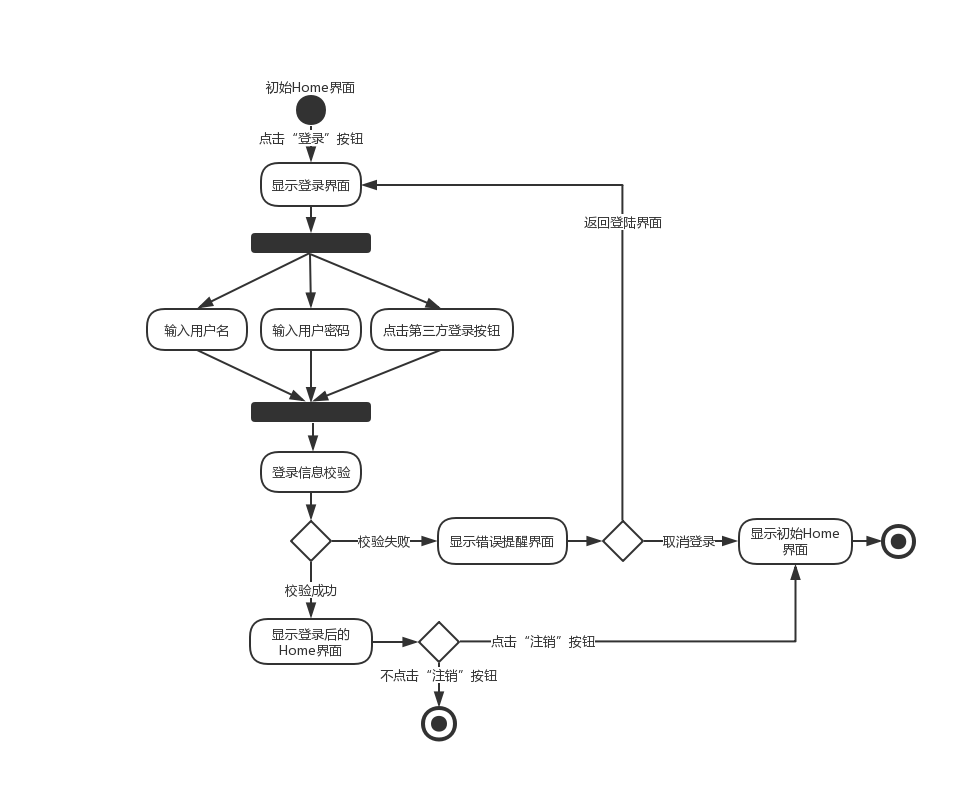 初始Home界面
点击“登录”按钮
显示登录界面
返回登陆界面
输入用户名
输入用户密码
点击第三方登录按钮
登录信息校验
校验失败
显示错误提醒界面
取消登录
显示初始Home
界面
校验成功
显示登录后的
Home界面
点击“注销”按钮
不点击“注销”按钮